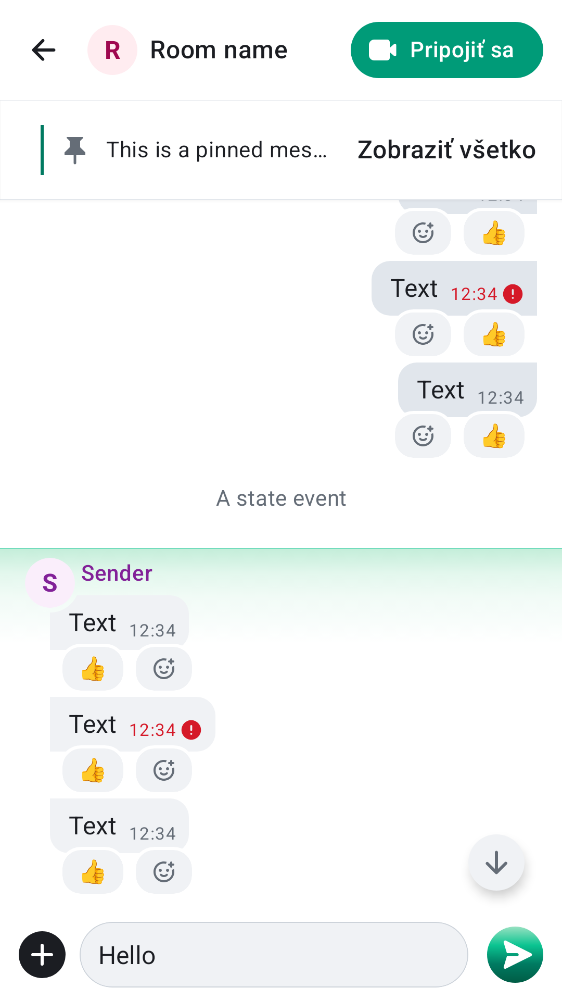 R
Room name
Pripojiť sa
This is a pinned mes…
Zobraziť všetko
Text 12:34
Text 12:34
A state event
S
Sender
Text 12:34
Text 12:34
Text 12:34
Hello